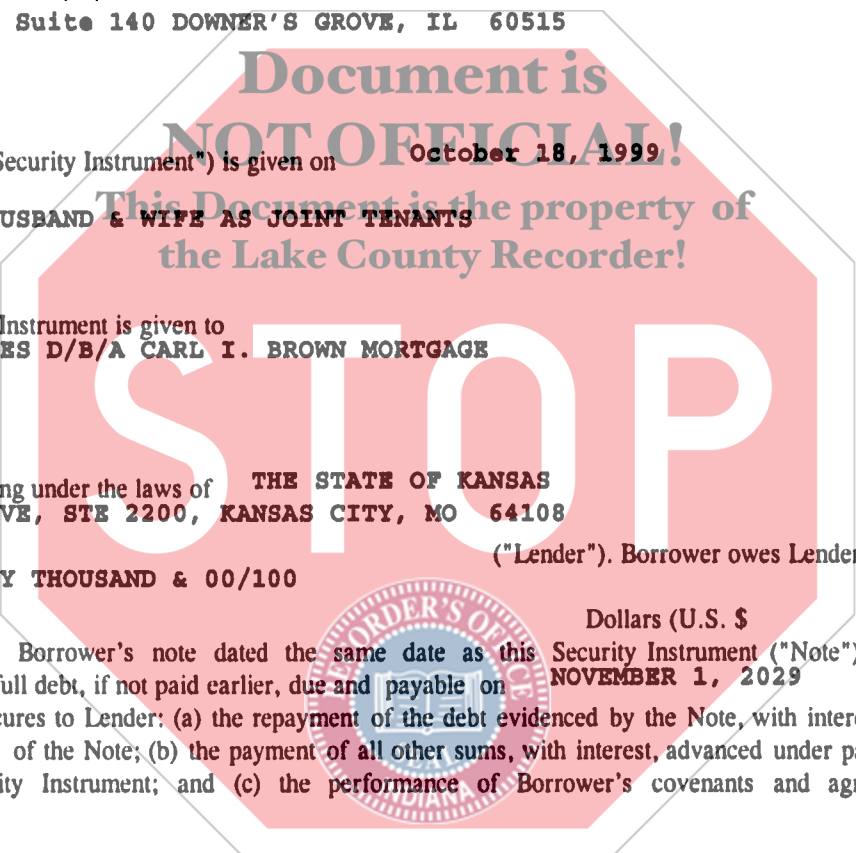 Suite 140 DOWNER'S GROVE, IL 60515
Document is
NOT OFFICIAL!
Security Instrument") is given on October 18, 1999
This Document is the property of
USBAND & WIFE AS JOINT TENANTS
the Lake County Recorder!
Instrument is given to
ES D/B/A CARL I. BROWN MORTGAGE
STOP
ng under the laws of THE STATE OF KANSAS
VE, STE 2200, KANSAS CITY, MO 64108
("Lender"). Borrower owes Lender
Y THOUSAND & 00/100
Dollars (U.S. $
Borrower's note dated the same date as this Security Instrument ("Note")
full debt, if not paid earlier, due and payable on NOVEMBER 1, 2029
cures to Lender: (a) the repayment of the debt evidenced by the Note, with intere
of the Note; (b) the payment of all other sums, with interest, advanced under pa
ity Instrument; and (c) the performance of Borrower's covenants and agr
RECORDER'S OFFICE
INDIANA